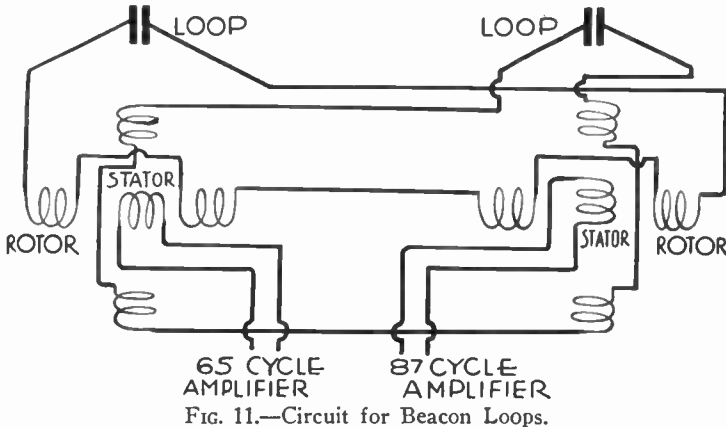 LOOP
LOOP
STATOR
ROTOR
STATOR
ROTOR
65 CYCLE
AMPLIFIER
87 CYCLE
AMPLIFIER
FIG. 11.—Circuit for Beacon Loops.